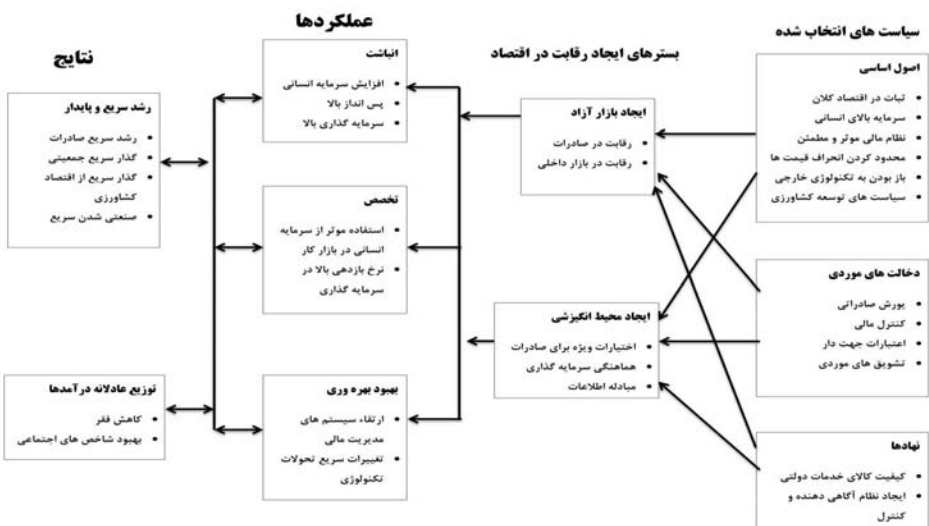 سیاست های انتخاب شده
اصول اساسی
• ثبات در اقتصاد کلان
• سرمایه بالای انسانی
• نظام مالی موثر و مطمئن
• محدود کردن انحراف قیمت ها
• باز بودن به تکنولوژی خارجی
• سیاست های توسعه کشاورزی
دخالت های موردی
• یورش صادراتی
• کنترل مالی
• اعتبارات جهت دار
• تشویق های موردی
نهادها
• کیفیت کالای خدمات دولتی
• ایجاد نظام آگاهی دهنده و
کنترل
بسترهای ایجاد رقابت در اقتصاد
ایجاد بازار آزاد
• رقابت در صادرات
• رقابت در بازار داخلی
ایجاد محیط انگیزشی
• اختیارات ویژه برای صادرات
• هماهنگی سرمایه گذاری
• مبادله اطلاعات
عملکردها
انباشت
• افزایش سرمایه انسانی
• پس انداز بالا
• سرمایه گذاری بالا
تخصص
• استفاده موثر از سرمایه
انسانی در بازار کار
• نرخ بازدهی بالا در
سرمایه گذاری
بهبود بهره وری
• ارتقاء سیستم های
مدیریت مالی
• تغییرات سریع تحولات
تکنولوژی
نتایج
رشد سریع و پایدار
• رشد سریع صادرات
• گذار سریع جمعیتی
• گذار سریع از اقتصاد
کشاورزی
• صنعتی شدن سریع
توزیع عادلانه درآمدها
• کاهش فقر
• بهبود شاخص های اجتماعی